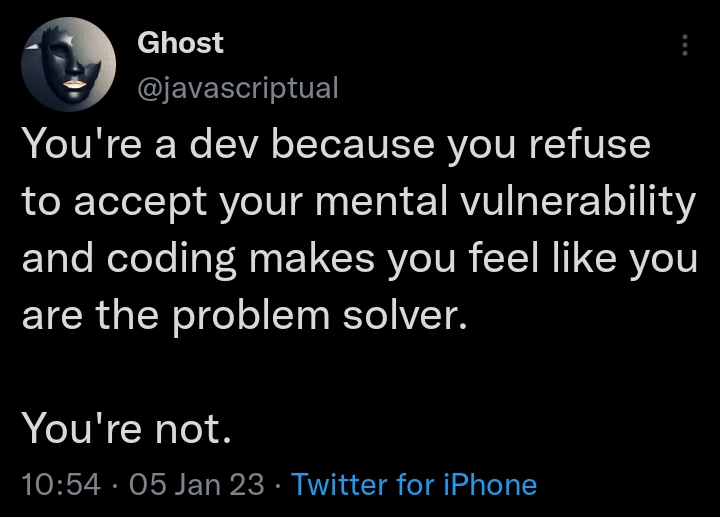 Ghost
@javascriptual
You're a dev because you refuse
to accept your mental vulnerability
and coding makes you feel like you
are the problem solver.
You're not.
10:54 · 05 Jan 23 · Twitter for iPhone